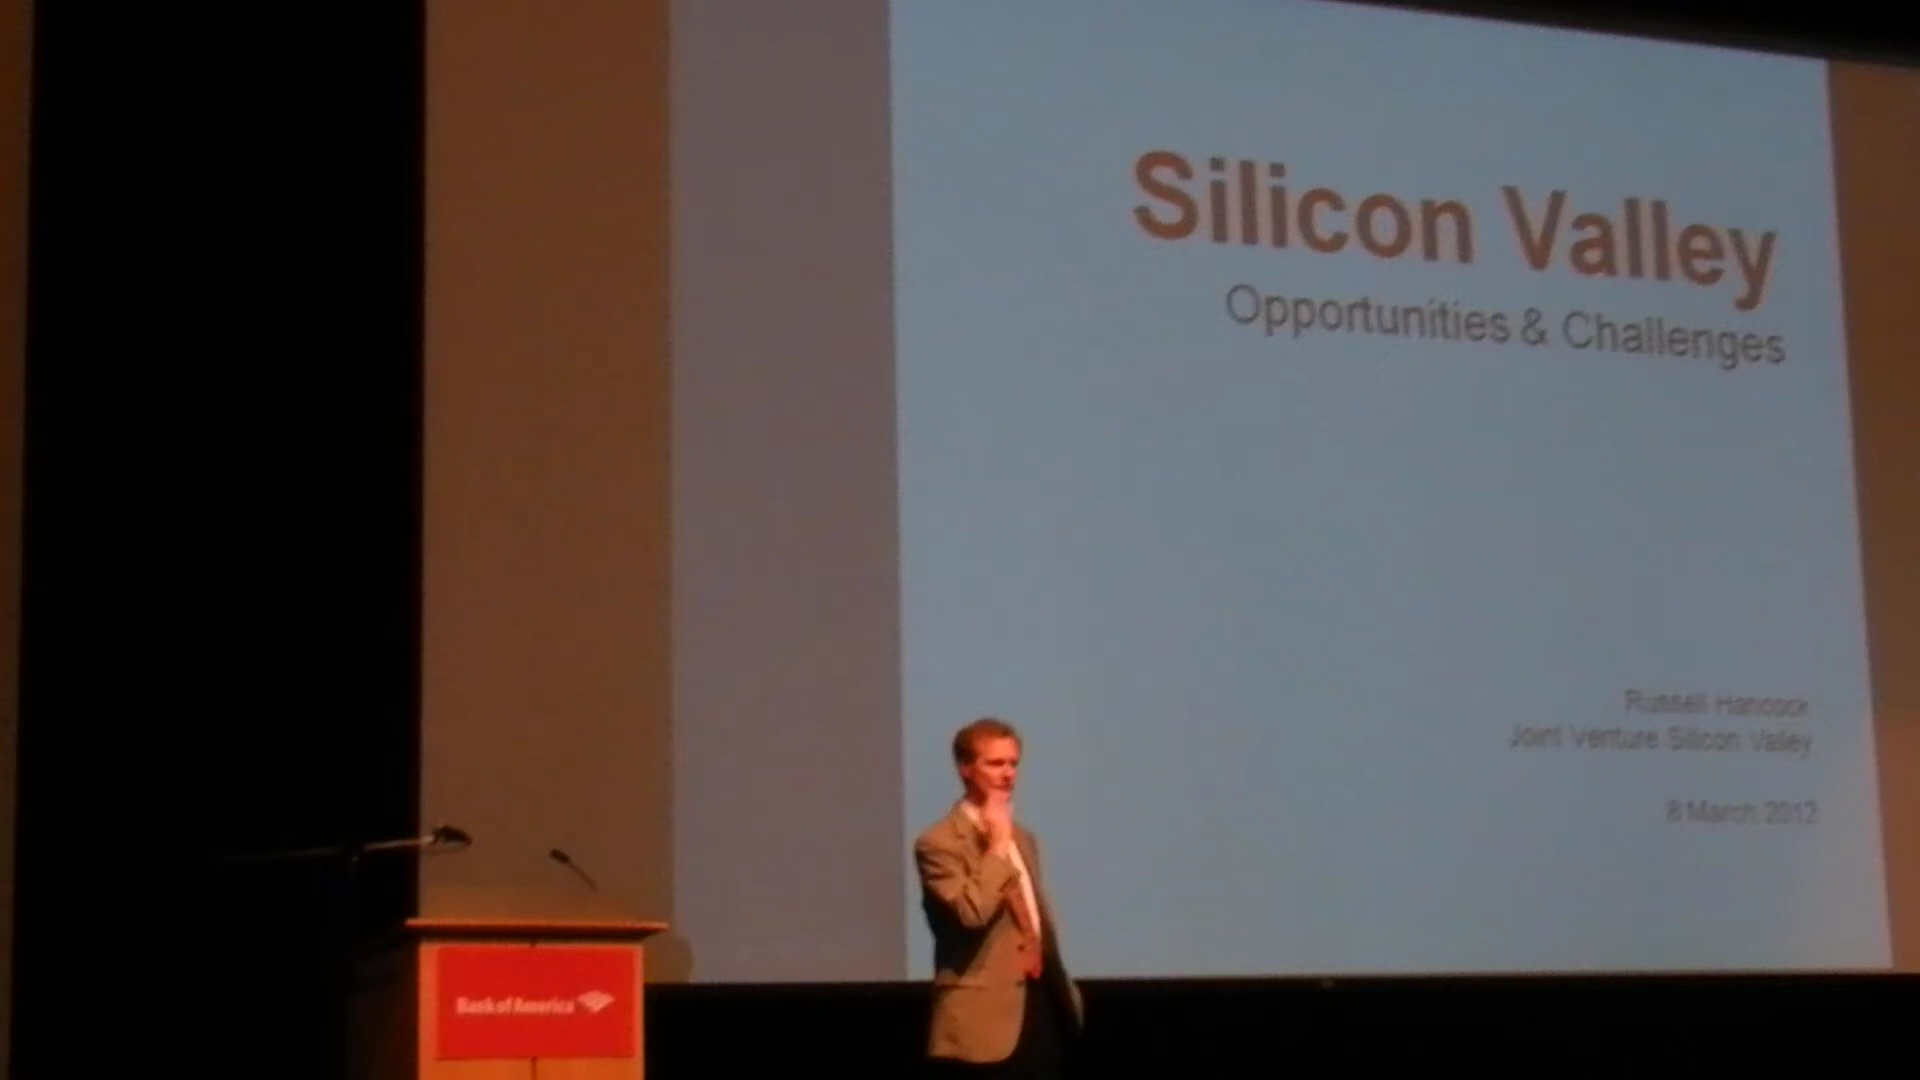 Silicon Valley
Opportunities & Challenges
Russell Hancock
Joint Venture Silicon Valley
8 March 2012
Bank of America